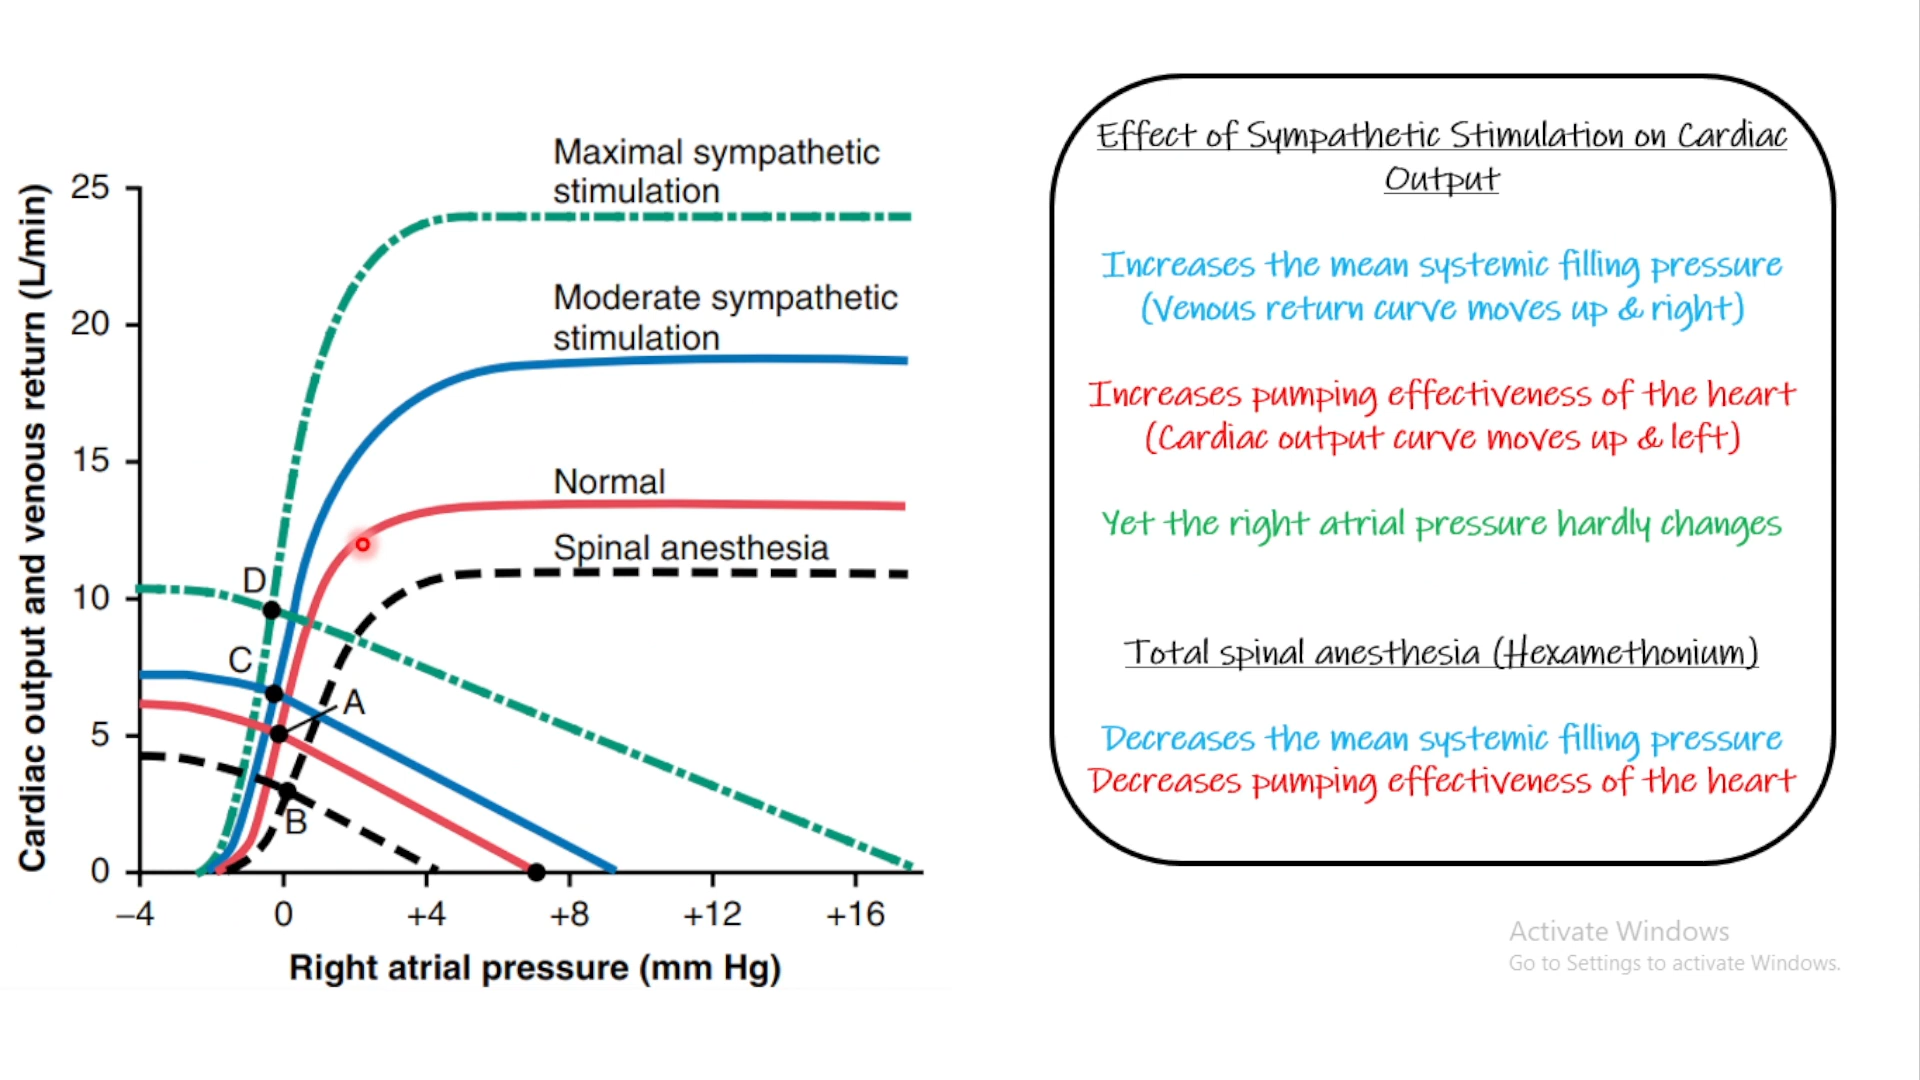 Maximal sympathetic
stimulation
Moderate sympathetic
stimulation
Normal
Spinal anesthesia
25
20
15
10
5
0
D
C
A
B
–4
0
+4
+8
+12
+16
Cardiac output and venous return (L/min)
Right atrial pressure (mm Hg)
Effect of Sympathetic Stimulation on Cardiac
Output
Increases the mean systemic filling pressure
(Venous return curve moves up & right)
Increases pumping effectiveness of the heart
(Cardiac output curve moves up & left)
Yet the right atrial pressure hardly changes
Total spinal anesthesia (Hexamethonium)
Decreases the mean systemic filling pressure
Decreases pumping effectiveness of the heart
Activate Windows
Go to Settings to activate Windows.